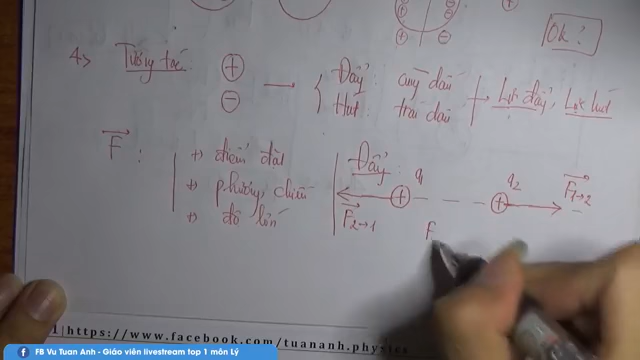 OK?
4> Tương tác: ⊕ → { Đẩy: cùng dấu → Lực đẩy, Lực hút
⊖ Hút: trái dấu
F : + điểm đặt
+ phương, chiều
+ độ lớn
Đẩy:
q1 q2 F1→2
F2→1
F
1|https://www.facebook.com/tuananh.physics
FB Vu Tuan Anh - Giáo viên livestream top 1 môn Lý